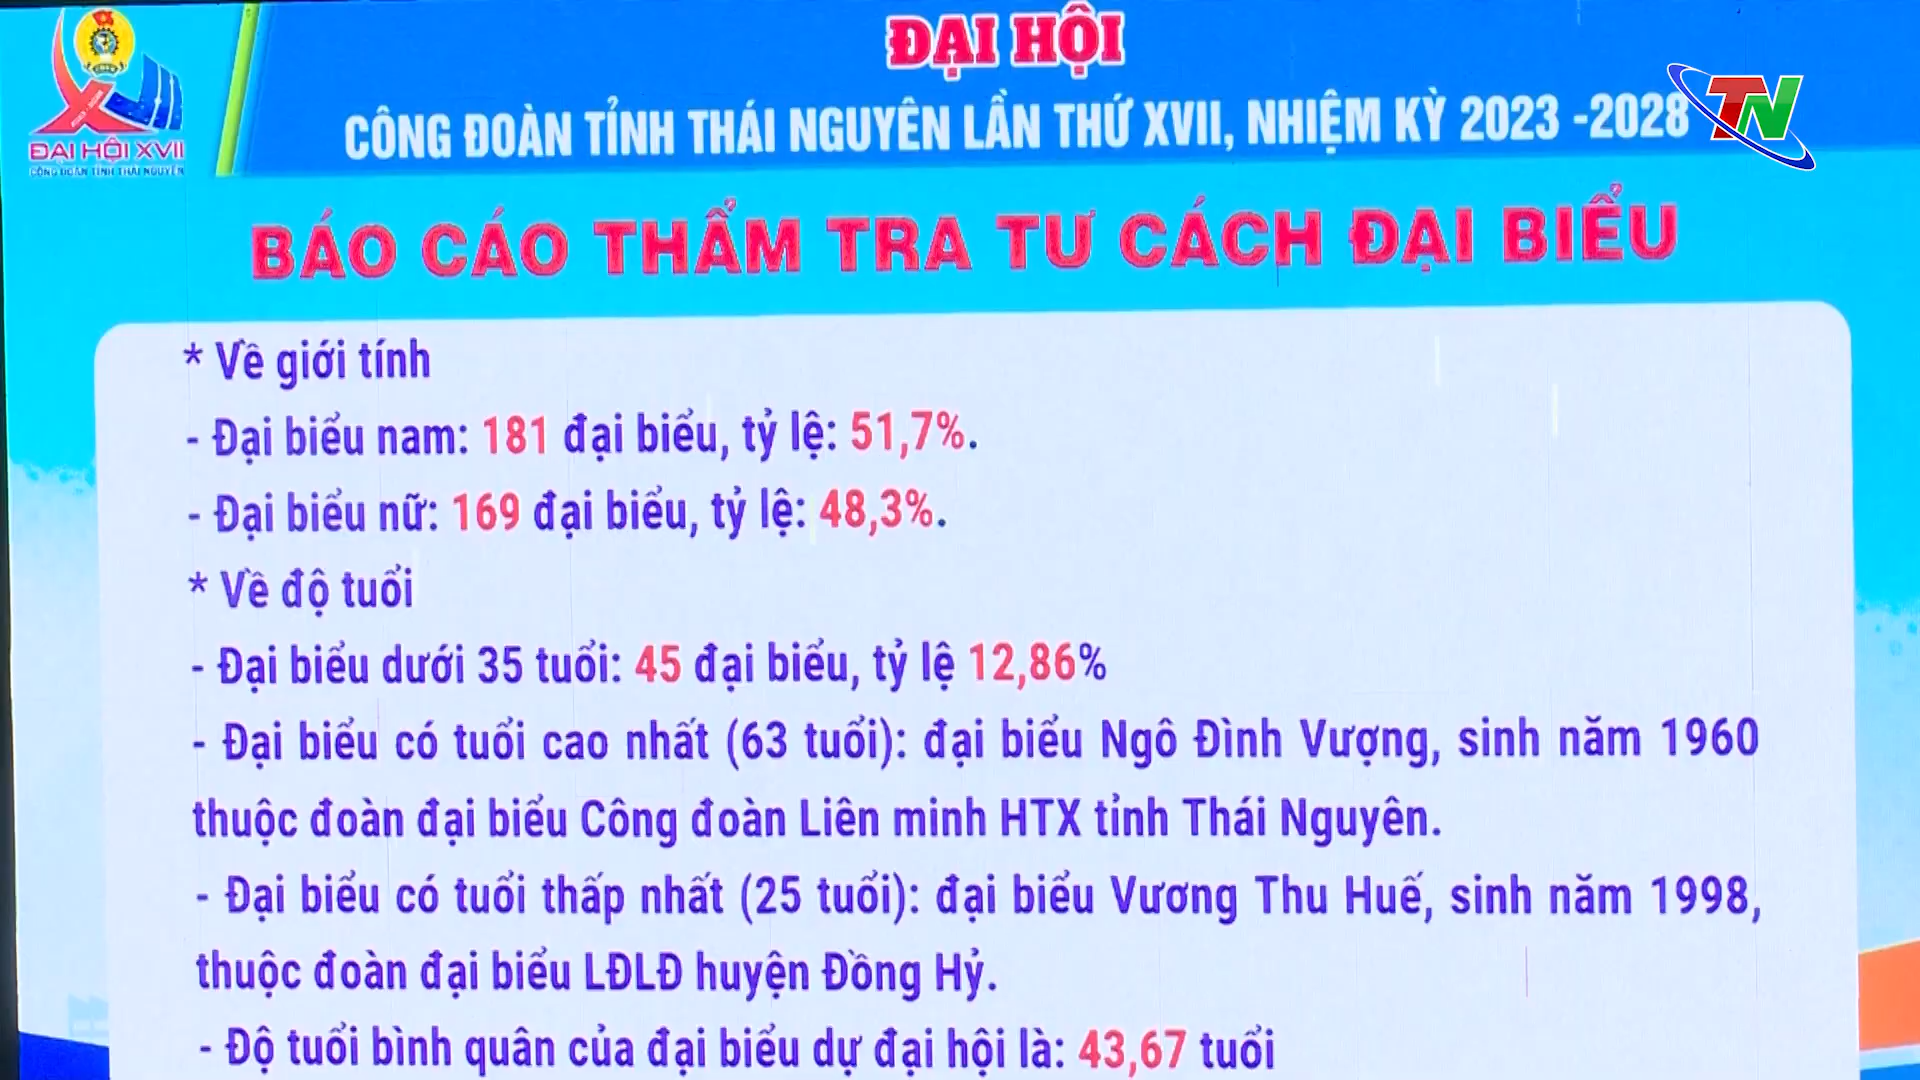 ĐẠI HỘI
CÔNG ĐOÀN TỈNH THÁI NGUYÊN LẦN THỨ XVII, NHIỆM KỲ 2023 -2028
TN
ĐẠI HỘI XVII
CÔNG ĐOÀN TỈNH THÁI NGUYÊN
BÁO CÁO THẨM TRA TƯ CÁCH ĐẠI BIỂU
* Về giới tính
- Đại biểu nam: 181 đại biểu, tỷ lệ: 51,7%.
- Đại biểu nữ: 169 đại biểu, tỷ lệ: 48,3%.
* Về độ tuổi
- Đại biểu dưới 35 tuổi: 45 đại biểu, tỷ lệ 12,86%
- Đại biểu có tuổi cao nhất (63 tuổi): đại biểu Ngô Đình Vượng, sinh năm 1960
thuộc đoàn đại biểu Công đoàn Liên minh HTX tỉnh Thái Nguyên.
- Đại biểu có tuổi thấp nhất (25 tuổi): đại biểu Vương Thu Huế, sinh năm 1998,
thuộc đoàn đại biểu LĐLĐ huyện Đồng Hỷ.
- Độ tuổi bình quân của đại biểu dự đại hội là: 43,67 tuổi